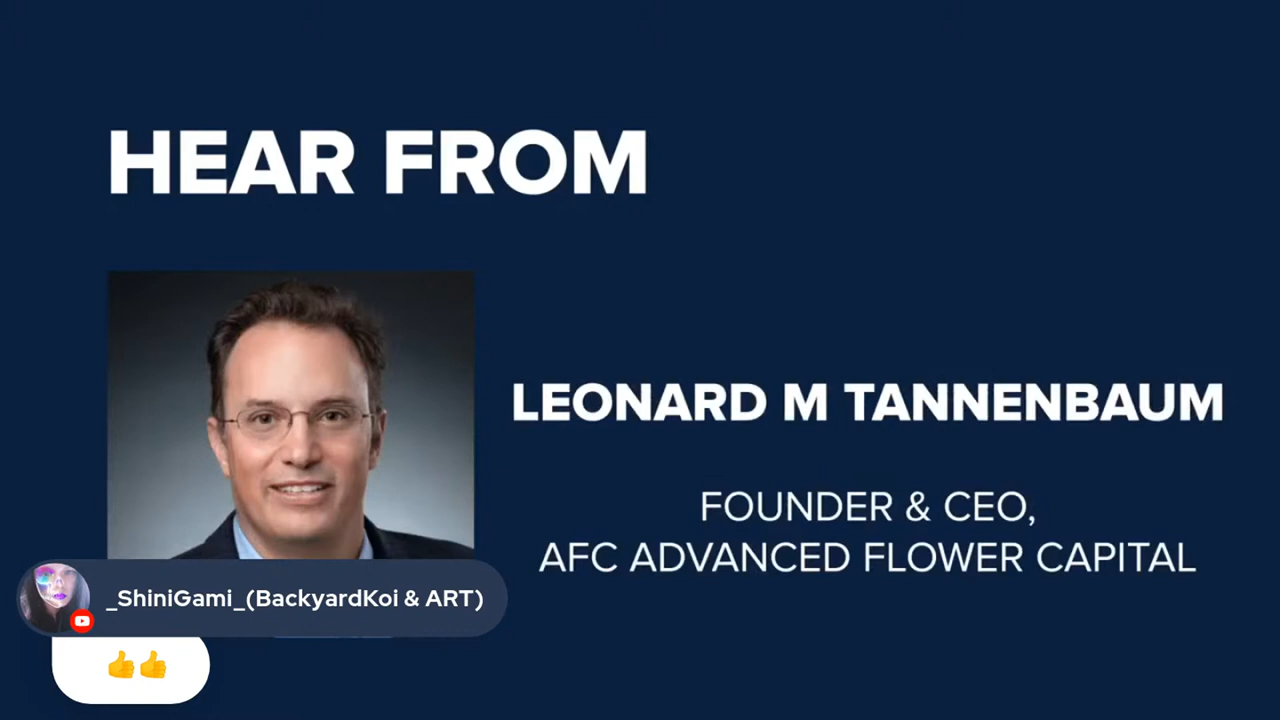 HEAR FROM
LEONARD M TANNENBAUM
FOUNDER & CEO,
AFC ADVANCED FLOWER CAPITAL
_ShiniGami_(BackyardKoi & ART)
👍👍